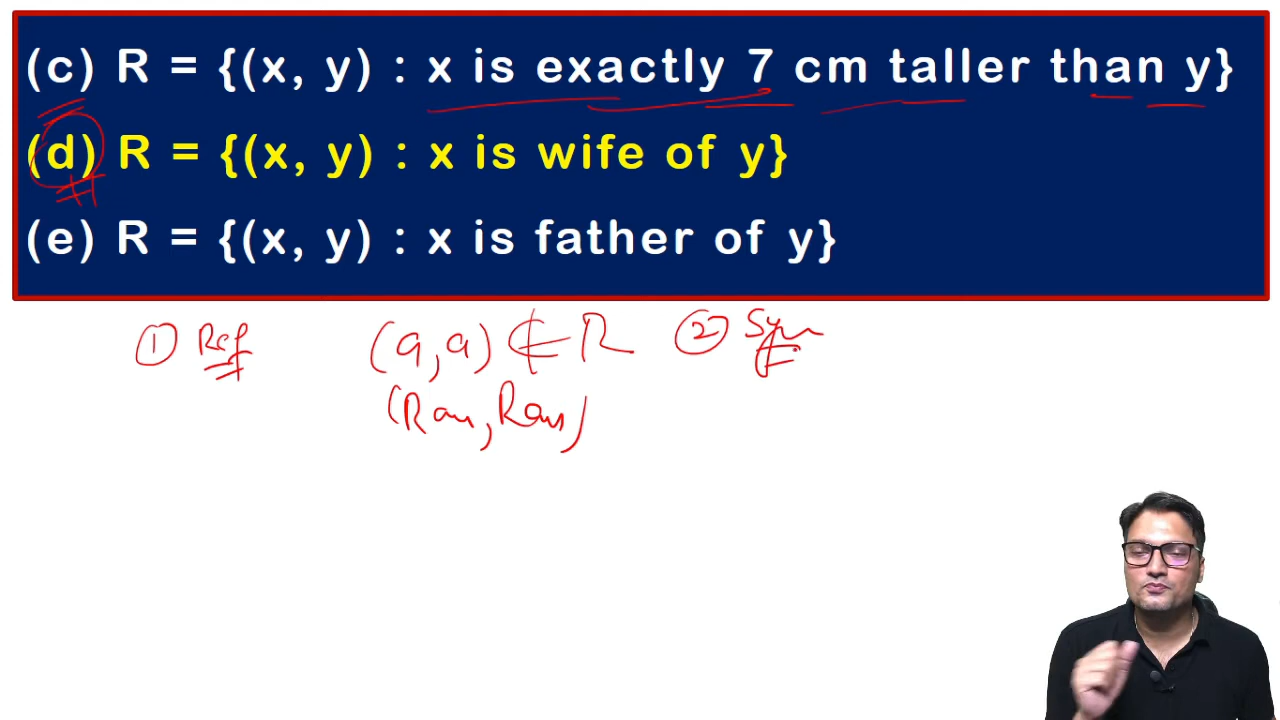 (c) R = {(x, y) : x is exactly 7 cm taller than y}
(d) R = {(x, y) : x is wife of y}
(e) R = {(x, y) : x is father of y}
① Ref (a, a) ∉ R ② Sym
(Ram, Ram)